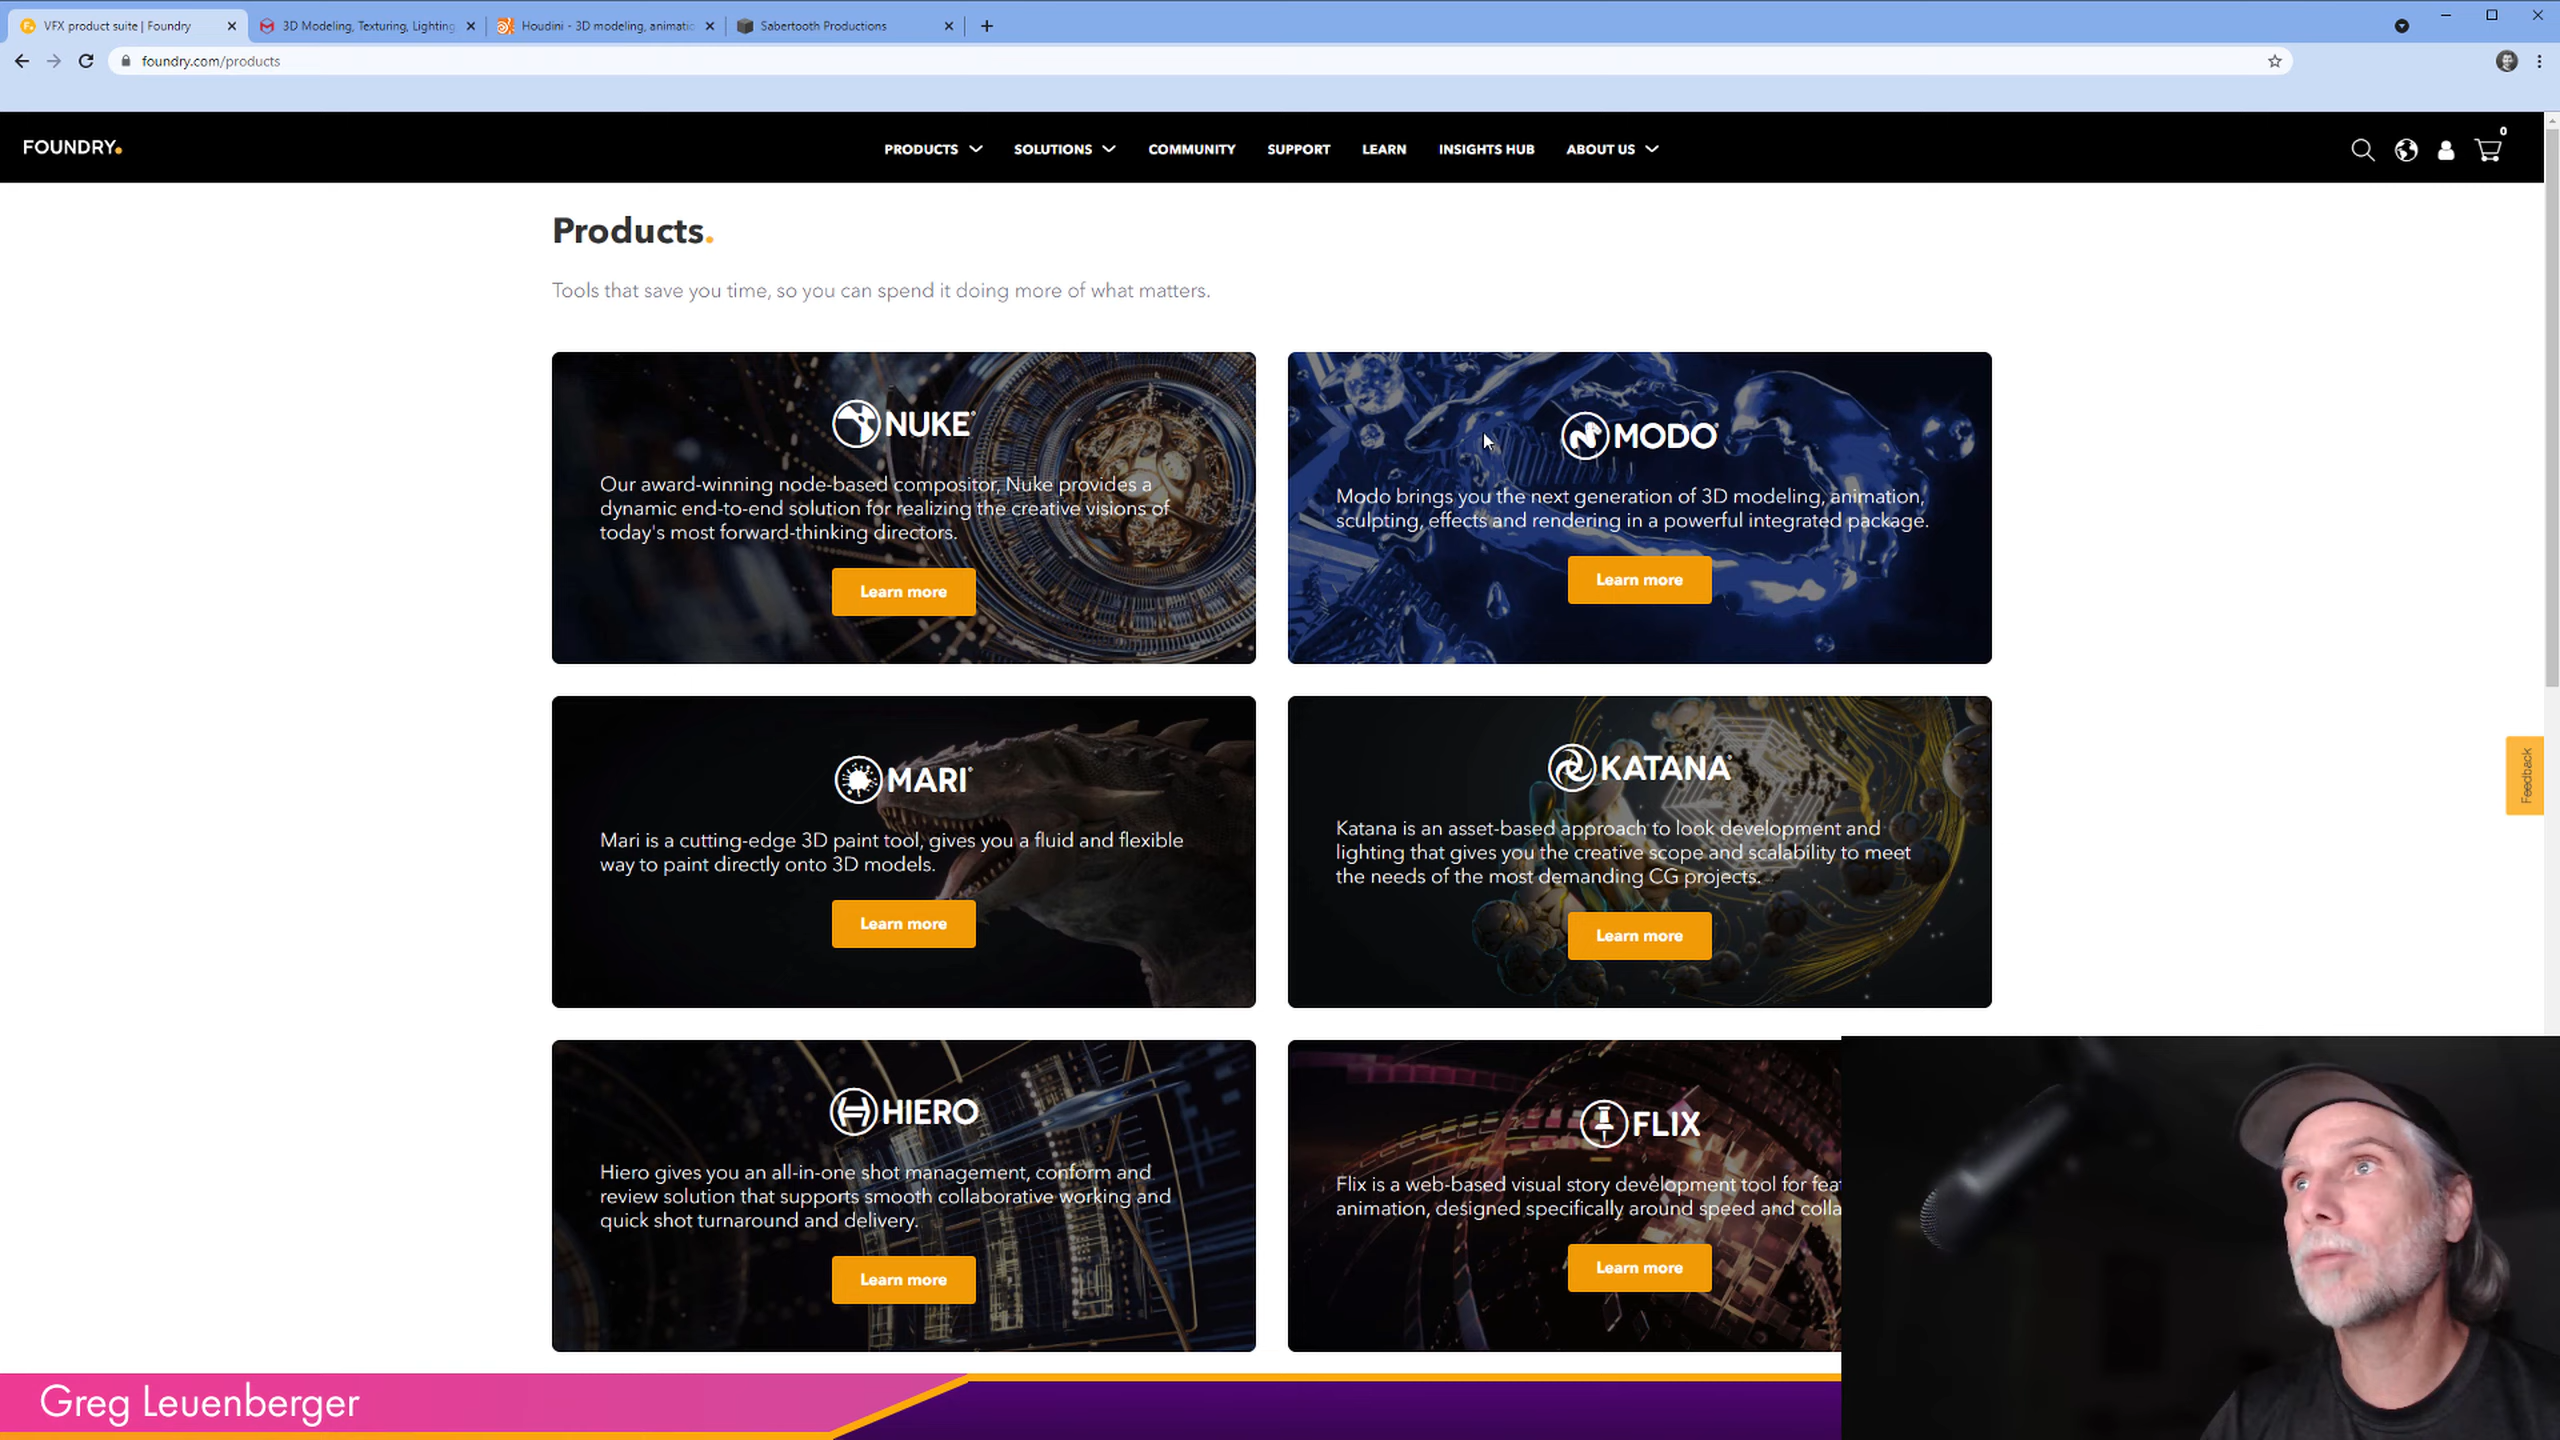 VFX product suite | Foundry
3D Modeling, Texturing, Lighting
Houdini - 3D modeling, animatio
Sabertooth Productions
foundry.com/products
FOUNDRY.
PRODUCTS
SOLUTIONS
COMMUNITY
SUPPORT
LEARN
INSIGHTS HUB
ABOUT US
0
Products.
Tools that save you time, so you can spend it doing more of what matters.
NUKE
Our award-winning node-based compositor, Nuke provides a
dynamic end-to-end solution for realizing the creative visions of
today's most forward-thinking directors.
Learn more
MODO
Modo brings you the next generation of 3D modeling, animation,
sculpting, effects and rendering in a powerful integrated package.
Learn more
MARI
Mari is a cutting-edge 3D paint tool, gives you a fluid and flexible
way to paint directly onto 3D models.
Learn more
KATANA
Katana is an asset-based approach to look development and
lighting that gives you the creative scope and scalability to meet
the needs of the most demanding CG projects.
Learn more
Feedback
HIERO
Hiero gives you an all-in-one shot management, conform and
review solution that supports smooth collaborative working and
quick shot turnaround and delivery.
Learn more
FLIX
Flix is a web-based visual story development tool for feat
animation, designed specifically around speed and colla
Learn more
Greg Leuenberger